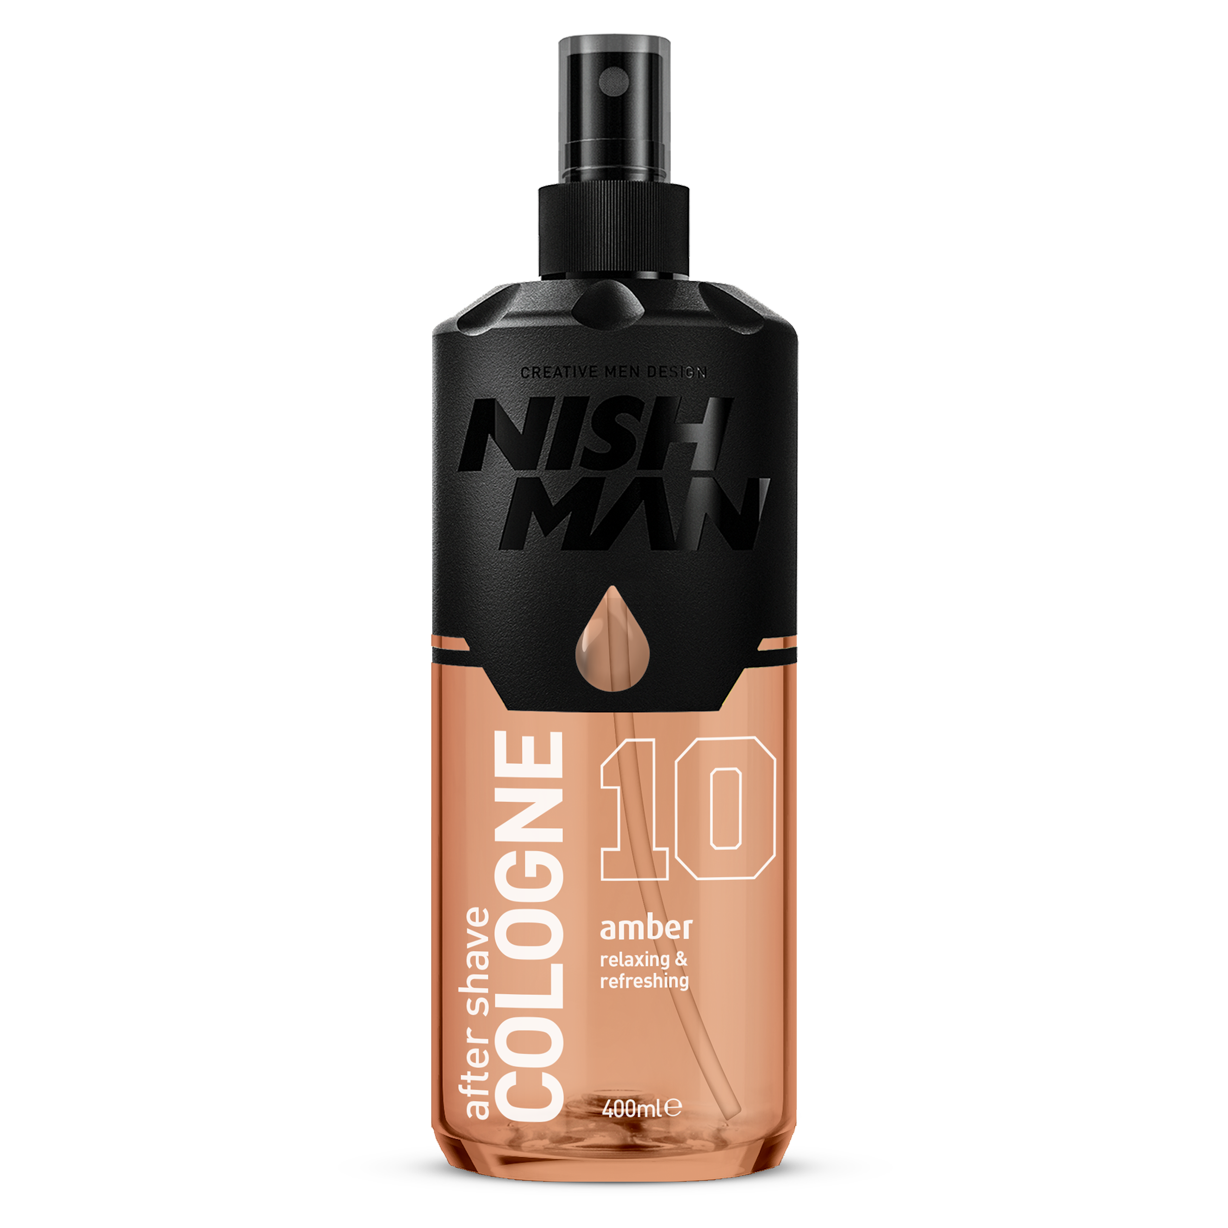 CREATIVE MEN DESIGN
NISH
MAN
after shave
COLOGNE
10
amber
relaxing &
refreshing
400ml℮